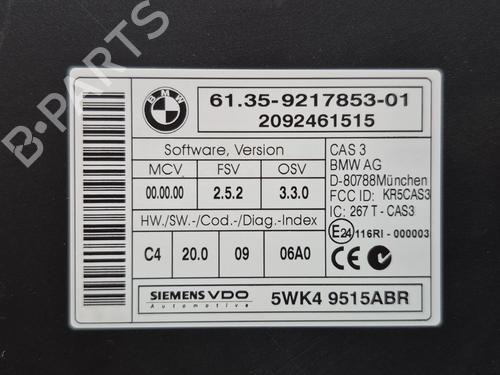 B-PARTS
BMW
61.35-9217853-01
2092461515
Software, Version
MCV FSV OSV
00.00.00 2.5.2 3.3.0
HW./SW.-/Cod.-/Diag.-Index
C4 20.0 09 06A0
CAS 3
BMW AG
D-80788München
FCC ID: KR5CAS3
IC: 267 T - CAS3
E24 116RI - 000003
CE
SIEMENS VDO
Automotive
5WK4 9515ABR